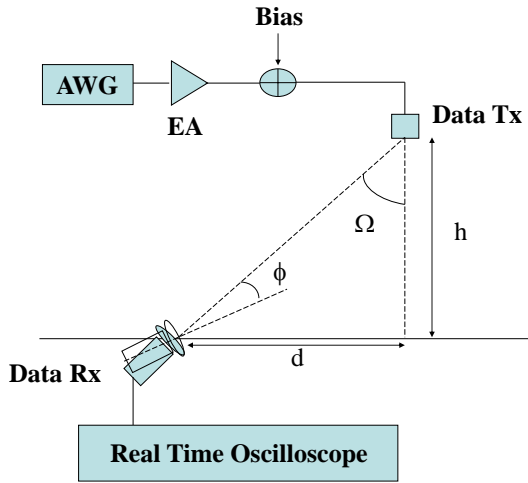 Bias
AWG
EA
Data Tx
Ω
h
ϕ
d
Data Rx
Real Time Oscilloscope